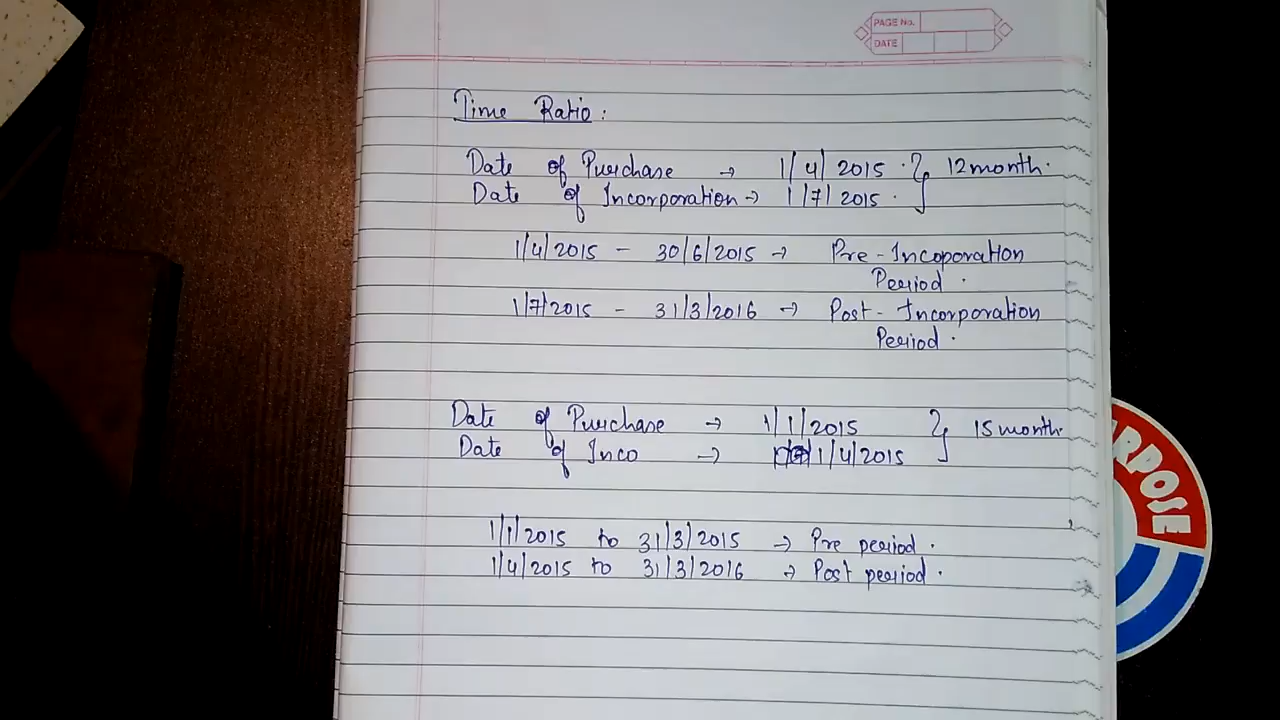 PAGE No.
DATE
Time Ratio:
Date of Purchase → 1/4/2015 . } 12 month.
Date of Incorporation → 1/7/2015 .
1/4/2015 - 30/6/2015 → Pre-Incoporation
Period .
1/7/2015 - 31/3/2016 → Post-Incorporation
Period .
Date of Purchase → 1/1/2015 } 15 month.
Date of Inco → 1/4/2015
1/1/2015 to 31/3/2015 → Pre period .
1/4/2015 to 31/3/2016 → Post period .
RPOSE